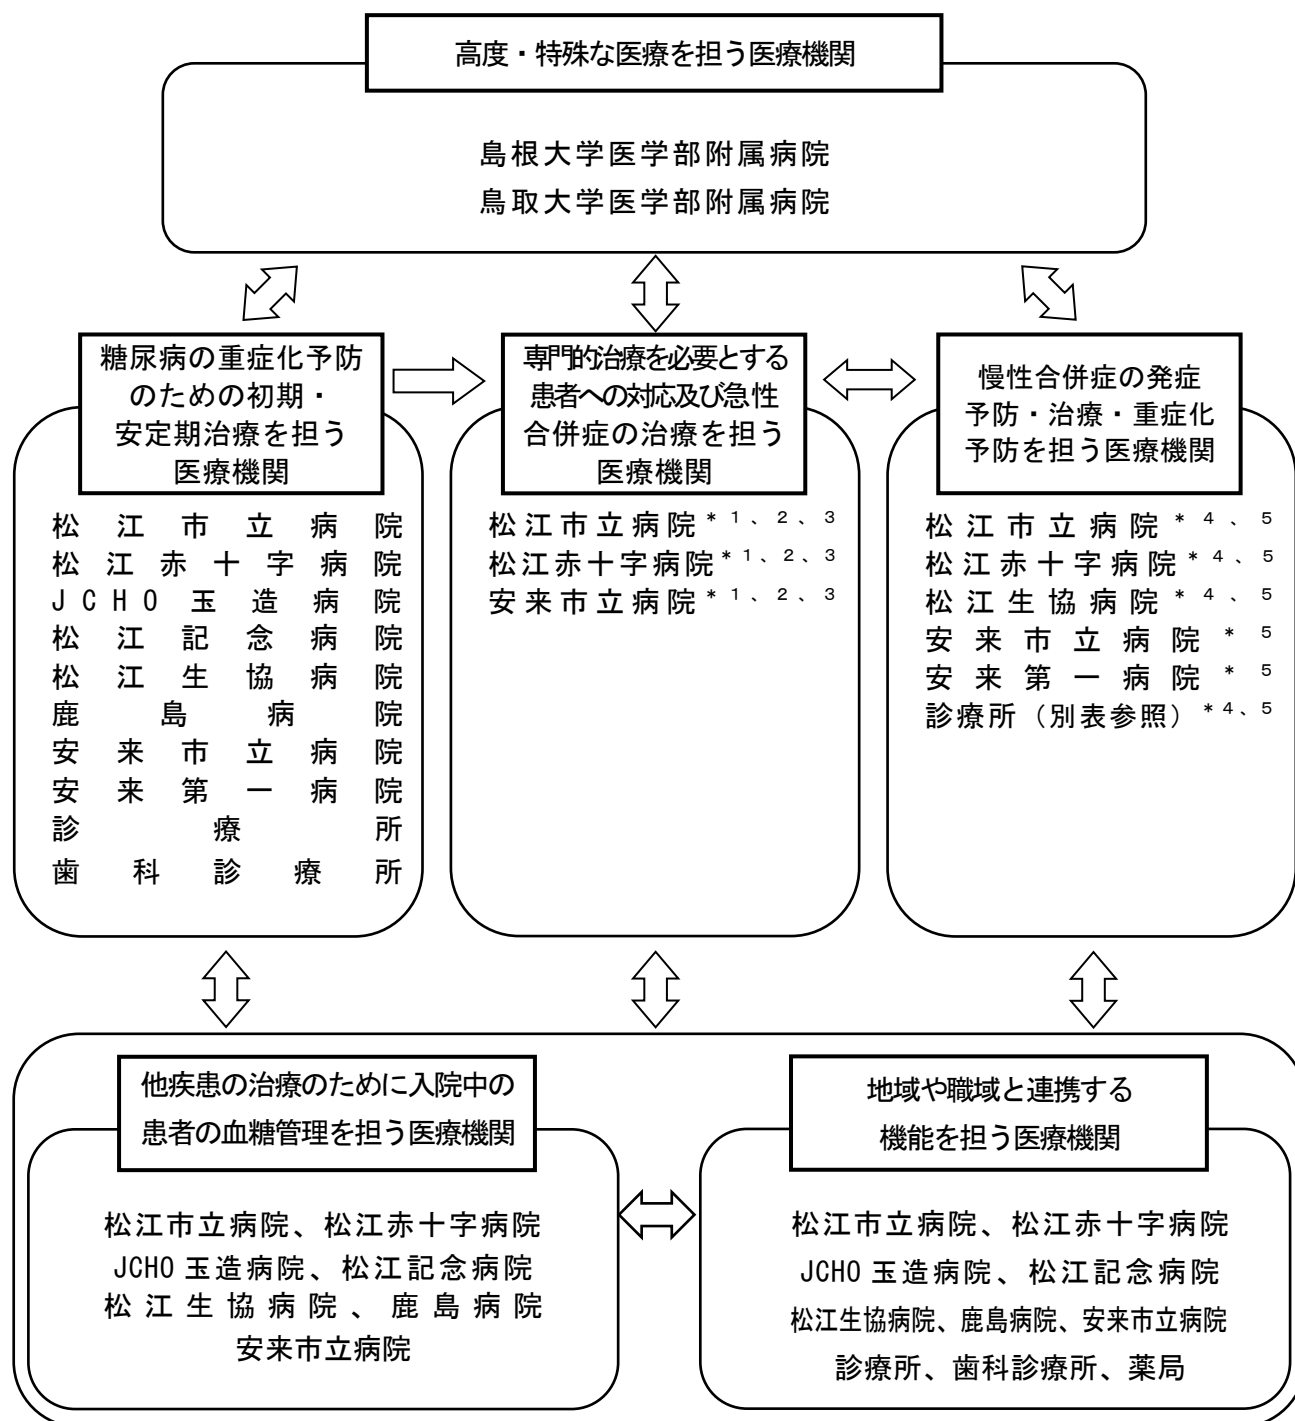 高度・特殊な医療を担う医療機関
島根大学医学部附属病院
鳥取大学医学部附属病院
糖尿病の重症化予防
のための初期・
安定期治療を担う
医療機関
松江市立病院
松江赤十字病院
JCHO玉造病院
松江記念病院
松江生協病院
鹿島病院
安来市立病院
安来第一病院
診療所
歯科診療所
専門的治療を必要とする
患者への対応及び急性
合併症の治療を担う
医療機関
松江市立病院*1、2、3
松江赤十字病院*1、2、3
安来市立病院*1、2、3
慢性合併症の発症
予防・治療・重症化
予防を担う医療機関
松江市立病院*4、5
松江赤十字病院*4、5
松江生協病院*4、5
安来市立病院*5
安来第一病院*5
診療所（別表参照）*4、5
他疾患の治療のために入院中の
患者の血糖管理を担う医療機関
松江市立病院、松江赤十字病院
JCHO玉造病院、松江記念病院
松江生協病院、鹿島病院
安来市立病院
地域や職域と連携する
機能を担う医療機関
松江市立病院、松江赤十字病院
JCHO玉造病院、松江記念病院
松江生協病院、鹿島病院、安来市立病院
診療所、歯科診療所、薬局